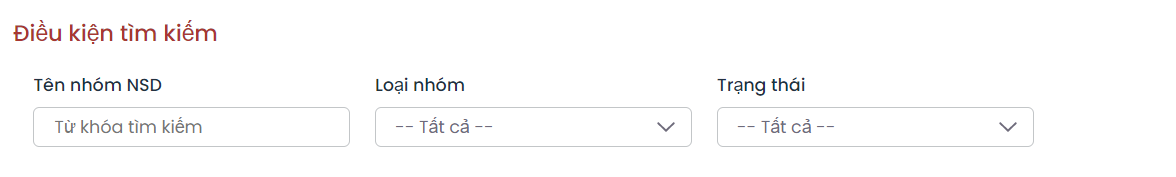 Điều kiện tìm kiếm
Tên nhóm NSD Loại nhóm Trạng thái
Từ khóa tìm kiếm -- Tất cả -- -- Tất cả --